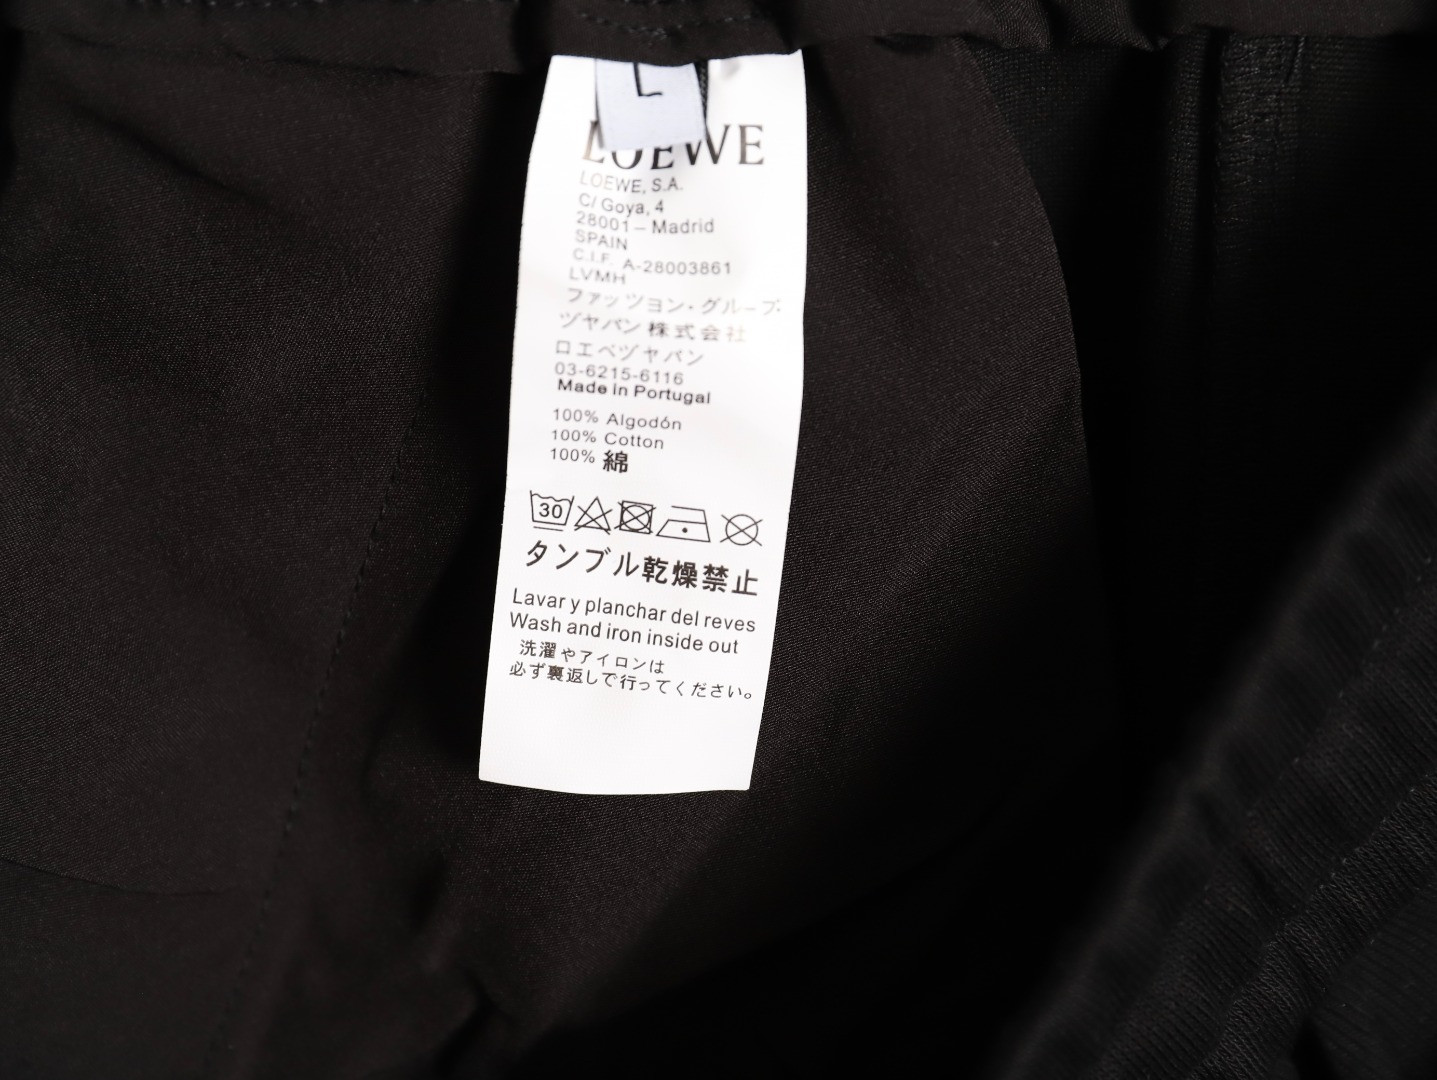 L
LOEWE
LOEWE, S.A.
C/ Goya, 4
28001 – Madrid
SPAIN
C.I.F. A-28003861
LVMH
ファッツョン・グループ・
ヅヤバン 株式会社
ロエベヅャバン
03-6215-6116
Made in Portugal
100% Algodón
100% Cotton
100% 綿
30
タンブル乾燥禁止
Lavar y planchar del reves
Wash and iron inside out
洗濯やアイロンは
必ず裏返しで行ってください。